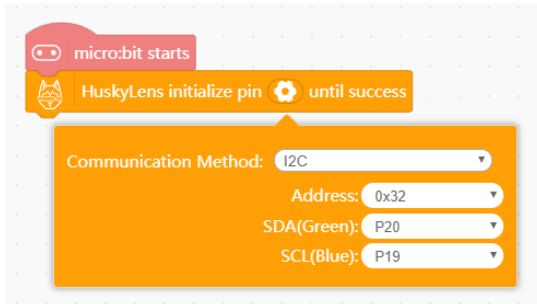 micro:bit starts
HuskyLens initialize pin until success
Communication Method: I2C
Address: 0x32
SDA(Green): P20
SCL(Blue): P19